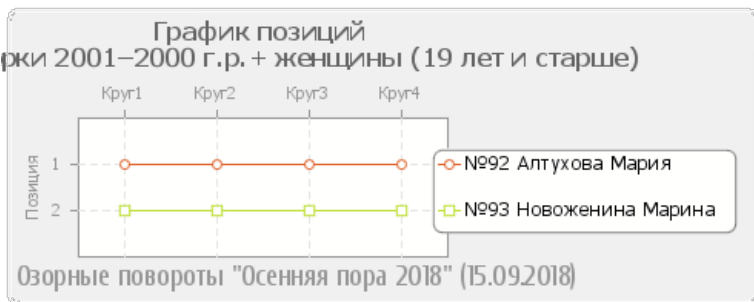 График позиций
2001–2000 г.р. + женщины (19 лет и старше)
Круг1 Круг2 Круг3 Круг4
Позиция
1
2
№92 Алтухова Мария
№93 Новоженина Марина
Озорные повороты "Осенняя пора 2018" (15.09.2018)